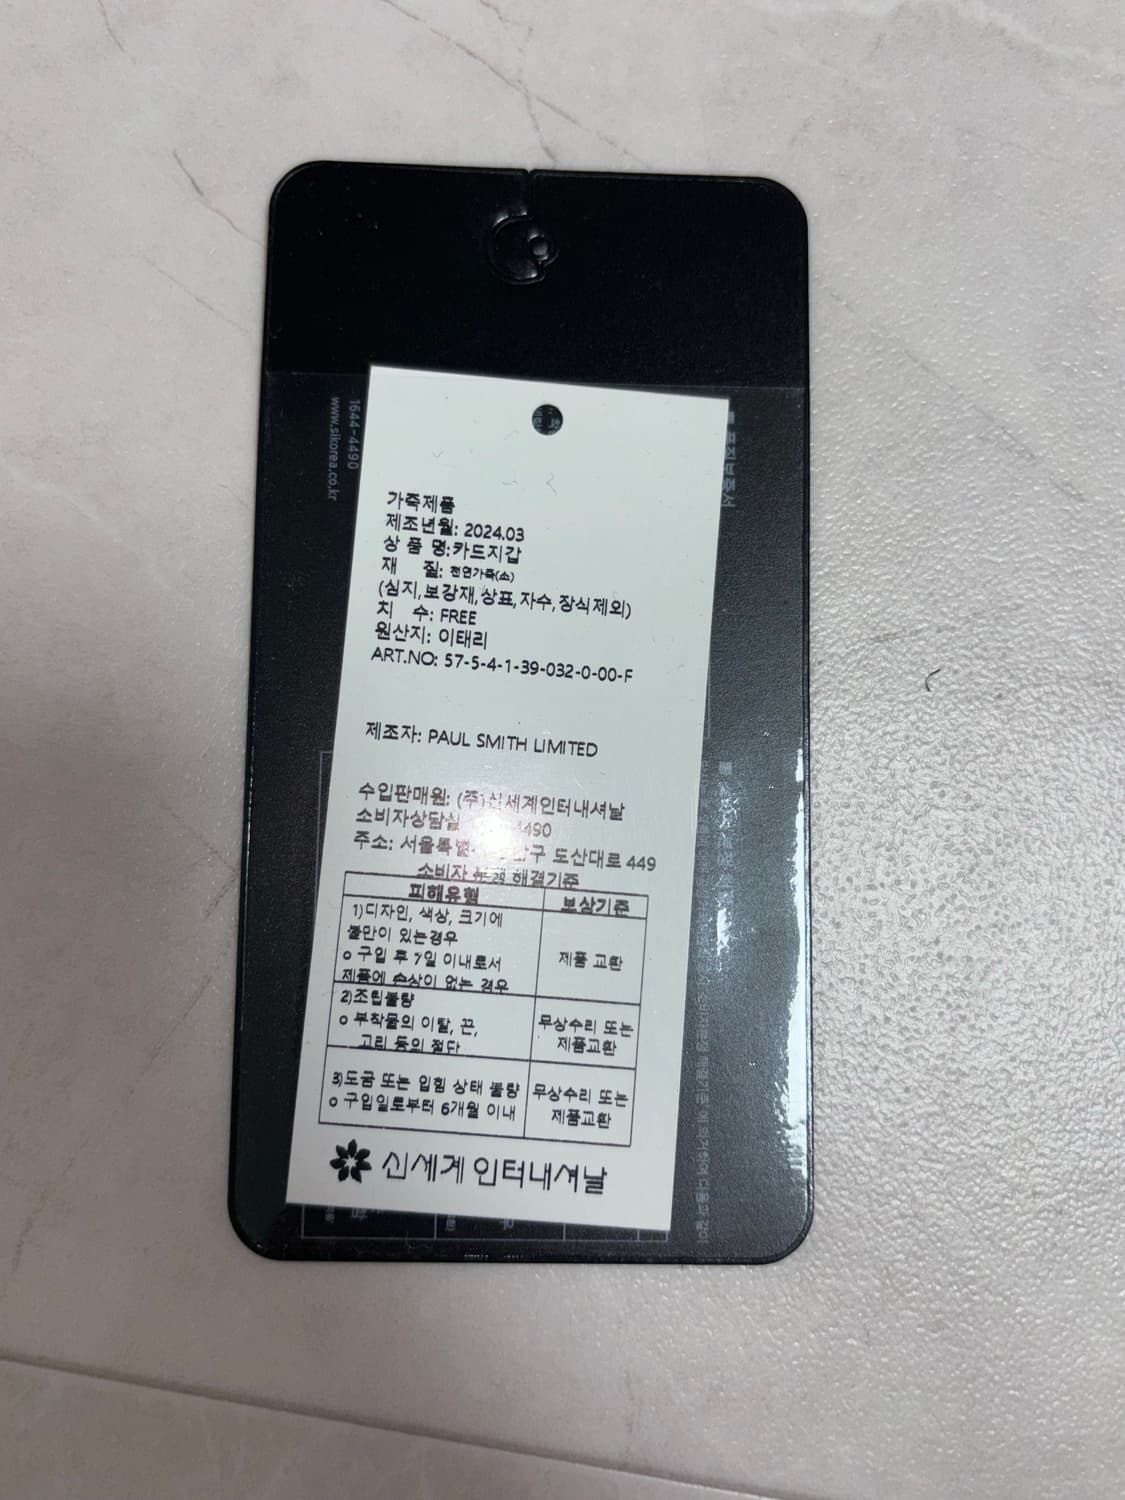 1644-4490
www.sikorea.co.kr
가죽제품
제조년월: 2024.03
상 품 명:카드지갑
재 질: 천연가죽(소)
(심지,보강재,상표,자수,장식제외)
치 수: FREE
원산지: 이태리
ART.NO: 57-5-4-1-39-032-0-00-F
제조자: PAUL SMITH LIMITED
수입판매원: (주)신세계인터내셔날
소비자상담실 4490
주소: 서울특별 구 도산대로 449
소비자 해결기준
피해유형 보상기준
1)디자인, 색상, 크기에
불만이 있는경우
o 구입 후 7일 이내로서
제품에 손상이 없는 경우
제품 교환
2)조립불량
o 부착물의 이탈, 끈,
고리 등의 절단
무상수리 또는
제품교환
3)도금 또는 입힘 상태 불량
o 구입일로부터 6개월 이내
무상수리 또는
제품교환
신세계인터내셔날